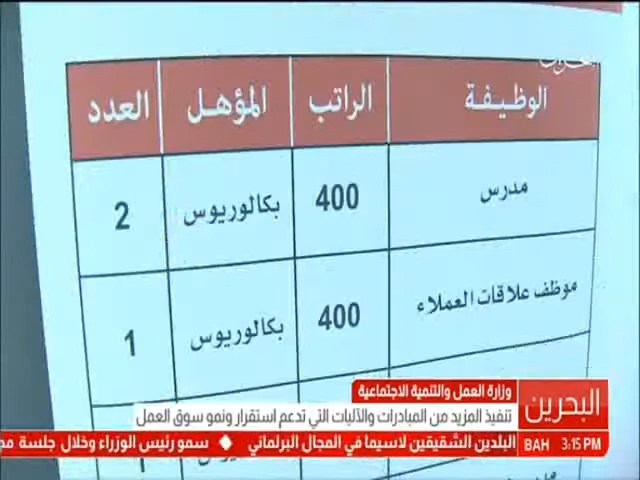 الوظيفة الراتب المؤهل العدد
مدرس 400 بكالوريوس 2
موظف علاقات العملاء 400 بكالوريوس 1
وزارة العمل والتنمية الاجتماعية
تنفيذ المزيد من المبادرات والآليات التي تدعم استقرار ونمو سوق العمل
البحرين
البلدين الشقيقين لاسيما في المجال البرلماني ◆ سمو رئيس الوزراء وخلال جلسة
BAH 3:15 PM